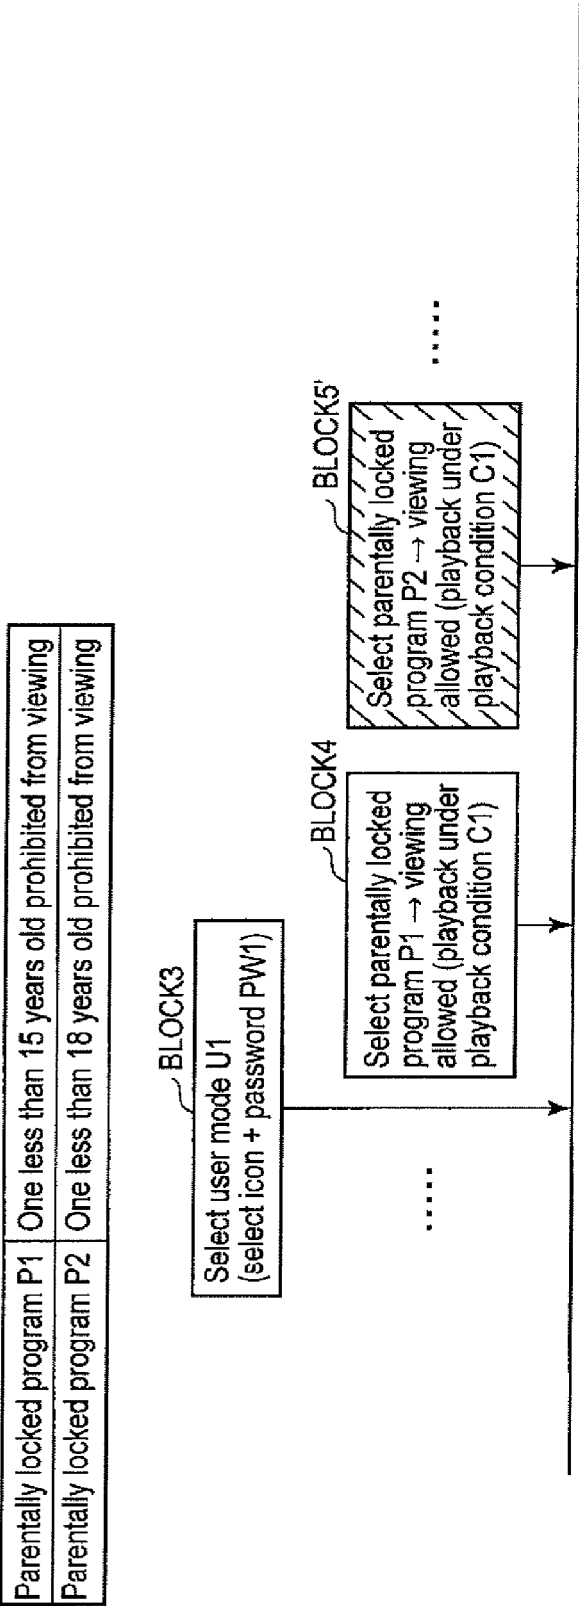 Parentally locked program P1 One less than 15 years old prohibited from viewing
Parentally locked program P2 One less than 18 years old prohibited from viewing
BLOCK3
Select user mode U1
(select icon + password PW1)
.....
BLOCK4
Select parentally locked
program P1 → viewing
allowed (playback under
playback condition C1)
BLOCK5'
Select parentally locked
program P2 → viewing
allowed (playback under
playback condition C1)
.....